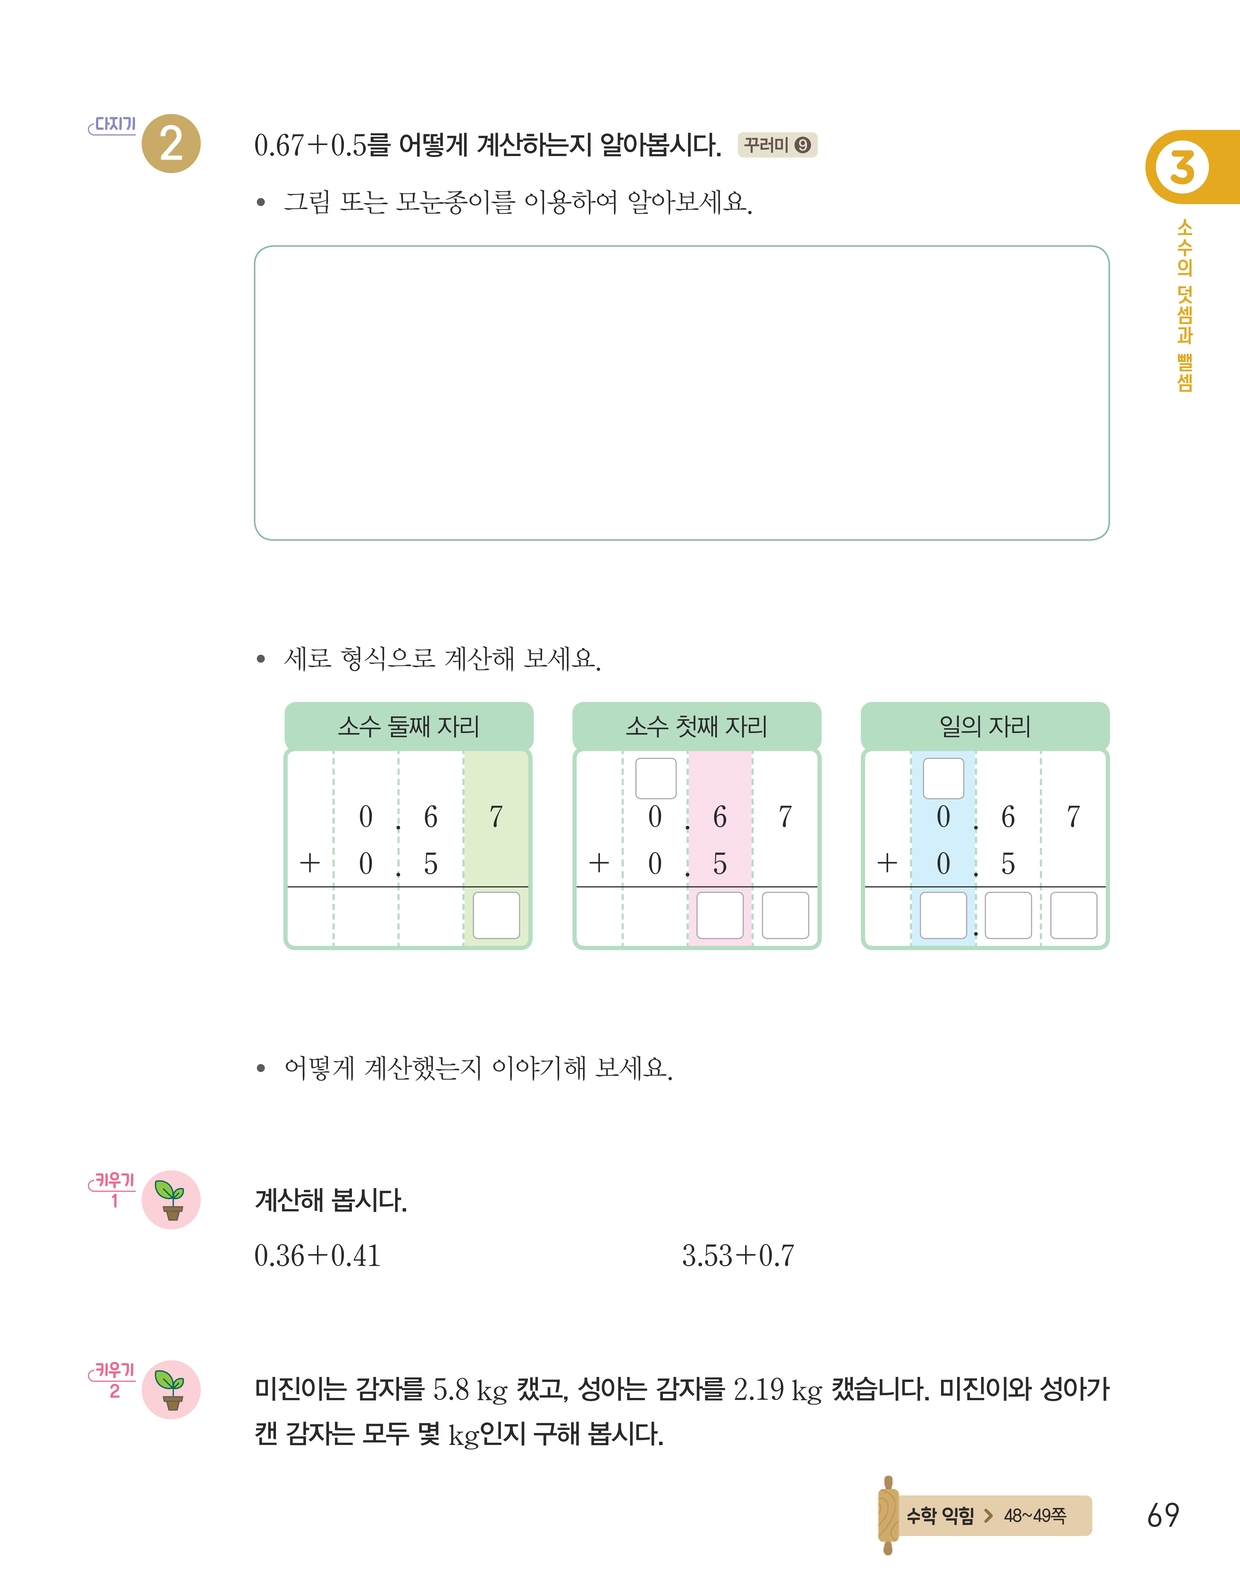 다지기
2
0.67+0.5를 어떻게 계산하는지 알아봅시다. 꾸러미 9
• 그림 또는 모눈종이를 이용하여 알아보세요.
3
소수의 덧셈과 뺄셈
• 세로 형식으로 계산해 보세요.
소수 둘째 자리
0.67
+ 0.5
소수 첫째 자리
0.67
+ 0.5
일의 자리
0.67
+ 0.5
.
• 어떻게 계산했는지 이야기해 보세요.
키우기
1
계산해 봅시다.
0.36+0.41 3.53+0.7
키우기
2
미진이는 감자를 5.8 kg 캤고, 성아는 감자를 2.19 kg 캤습니다. 미진이와 성아가
캔 감자는 모두 몇 kg인지 구해 봅시다.
수학 익힘 > 48~49쪽
69